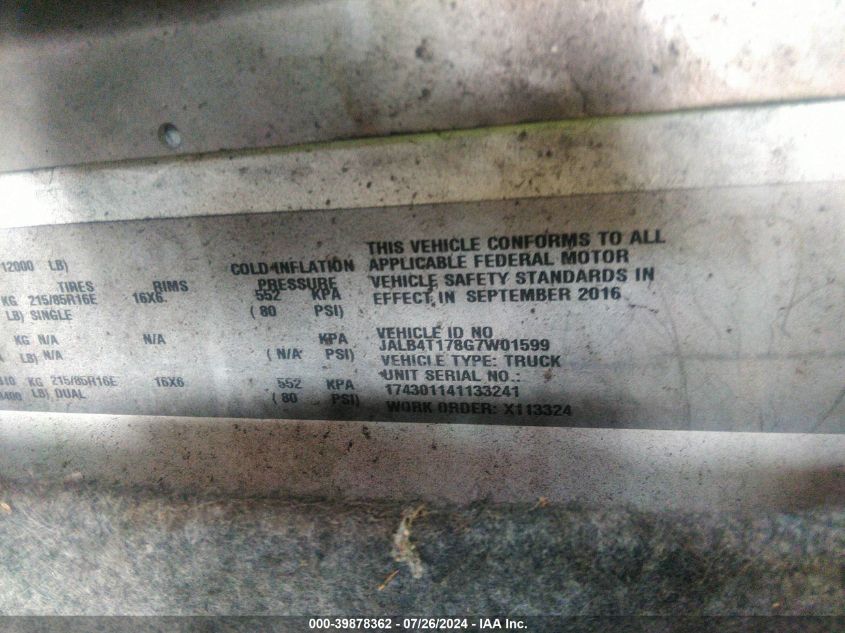 12000 LB)
TIRES RIMS COLD INFLATION PRESSURE
KG 215/85R16E 16X6 552 KPA
LB) SINGLE ( 80 PSI)
KG N/A N/A KPA
LB) N/A ( N/A PSI)
KG 215/85R16E 16X6 552 KPA
LB) DUAL ( 80 PSI)
THIS VEHICLE CONFORMS TO ALL
APPLICABLE FEDERAL MOTOR
VEHICLE SAFETY STANDARDS IN
EFFECT IN SEPTEMBER 2016
VEHICLE ID NO
JALB4T178G7W01599
VEHICLE TYPE: TRUCK
UNIT SERIAL NO.:
174301141133241
WORK ORDER: X113324
000-39878362 - 07/26/2024 - IAA, Inc.